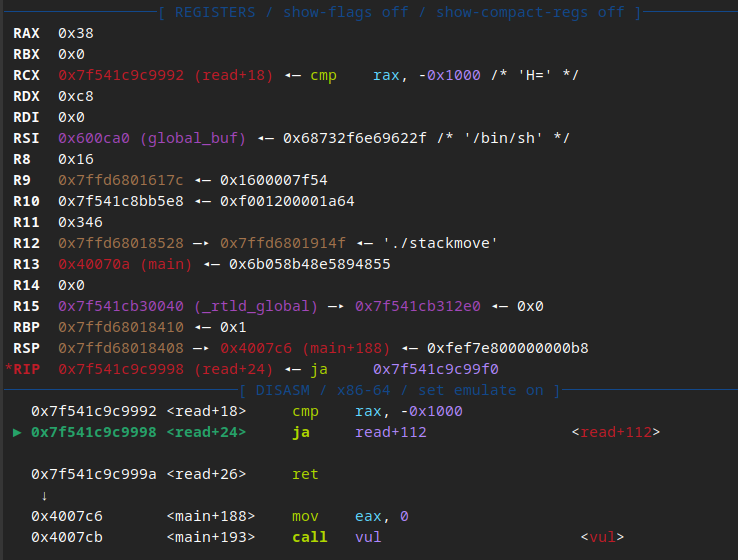 [ REGISTERS / show-flags off / show-compact-regs off ]
RAX 0x38
RBX 0x0
RCX 0x7f541c9c9992 (read+18) ◂— cmp rax, -0x1000 /* 'H=' */
RDX 0xc8
RDI 0x0
RSI 0x600ca0 (global_buf) ◂— 0x68732f6e69622f /* '/bin/sh' */
R8 0x16
R9 0x7ffd6801617c ◂— 0x1600007f54
R10 0x7f541c8bb5e8 ◂— 0xf001200001a64
R11 0x346
R12 0x7ffd68018528 —▸ 0x7ffd6801914f ◂— './stackmove'
R13 0x40070a (main) ◂— 0x6b058b48e5894855
R14 0x0
R15 0x7f541cb30040 (_rtld_global) —▸ 0x7f541cb312e0 ◂— 0x0
RBP 0x7ffd68018410 ◂— 0x1
RSP 0x7ffd68018408 —▸ 0x4007c6 (main+188) ◂— 0xfef7e800000000b8
*RIP 0x7f541c9c9998 (read+24) ◂— ja 0x7f541c9c99f0
[ DISASM / x86-64 / set emulate on ]
0x7f541c9c9992 <read+18> cmp rax, -0x1000
► 0x7f541c9c9998 <read+24> ja read+112 <read+112>
0x7f541c9c999a <read+26> ret
↓
0x4007c6 <main+188> mov eax, 0
0x4007cb <main+193> call vul <vul>